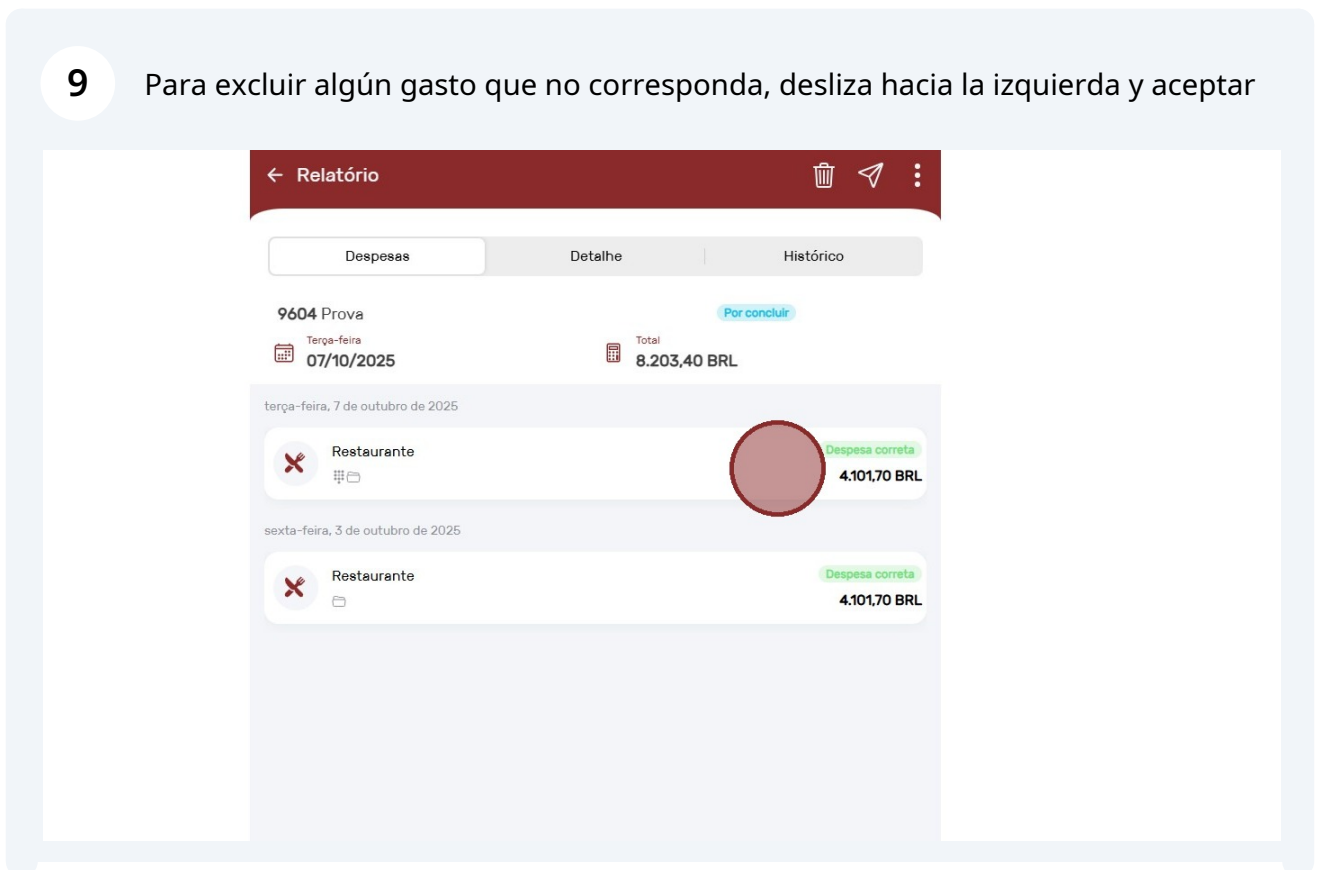 9
Para excluir algún gasto que no corresponda, desliza hacia la izquierda y aceptar
Relatório
Despesas
Detalhe
Histórico
9604 Prova
Por concluir
Terça-feira
07/10/2025
Total
8.203,40 BRL
terça-feira, 7 de outubro de 2025
Restaurante
Despesa correta
4.101,70 BRL
sexta-feira, 3 de outubro de 2025
Restaurante
Despesa correta
4.101,70 BRL